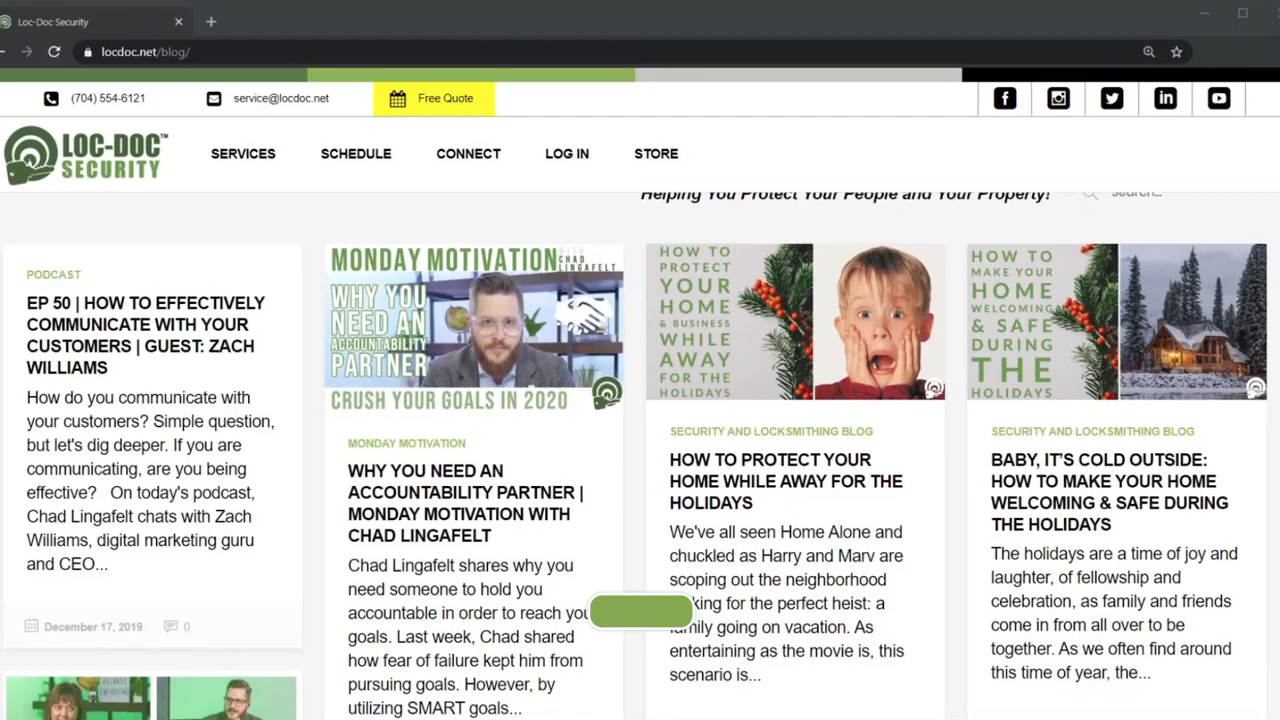 Loc-Doc Security
locdoc.net/blog/
(704) 554-6121
service@locdoc.net
Free Quote
LOC-DOC™
SECURITY
SERVICES
SCHEDULE
CONNECT
LOG IN
STORE
Helping You Protect Your People and Your Property!
Search...
PODCAST
EP 50 | HOW TO EFFECTIVELY
COMMUNICATE WITH YOUR
CUSTOMERS | GUEST: ZACH
WILLIAMS
How do you communicate with
your customers? Simple question,
but let's dig deeper. If you are
communicating, are you being
effective?   On today's podcast,
Chad Lingafelt chats with Zach
Williams, digital marketing guru
and CEO...
December 17, 2019
0
MONDAY MOTIVATION WITH
CHAD
LINGAFELT
WHY YOU
NEED AN
ACCOUNTABILITY
PARTNER
CRUSH YOUR GOALS IN 2020
MONDAY MOTIVATION
WHY YOU NEED AN
ACCOUNTABILITY PARTNER |
MONDAY MOTIVATION WITH
CHAD LINGAFELT
Chad Lingafelt shares why you
need someone to hold you
accountable in order to reach you
goals. Last week, Chad shared
how fear of failure kept him from
pursuing goals. However, by
utilizing SMART goals...
HOW TO
PROTECT
YOUR
HOME
& BUSINESS
WHILE
AWAY
FOR THE
HOLIDAYS
SECURITY AND LOCKSMITHING BLOG
HOW TO PROTECT YOUR
HOME WHILE AWAY FOR THE
HOLIDAYS
We've all seen Home Alone and
chuckled as Harry and Marv are
scoping out the neighborhood
king for the perfect heist: a
family going on vacation. As
entertaining as the movie is, this
scenario is...
HOW TO
MAKE YOUR
HOME
WELCOMING
& SAFE
DURING
THE
HOLIDAYS
SECURITY AND LOCKSMITHING BLOG
BABY, IT'S COLD OUTSIDE:
HOW TO MAKE YOUR HOME
WELCOMING & SAFE DURING
THE HOLIDAYS
The holidays are a time of joy and
laughter, of fellowship and
celebration, as family and friends
come in from all over to be
together. As we often find around
this time of year, the...